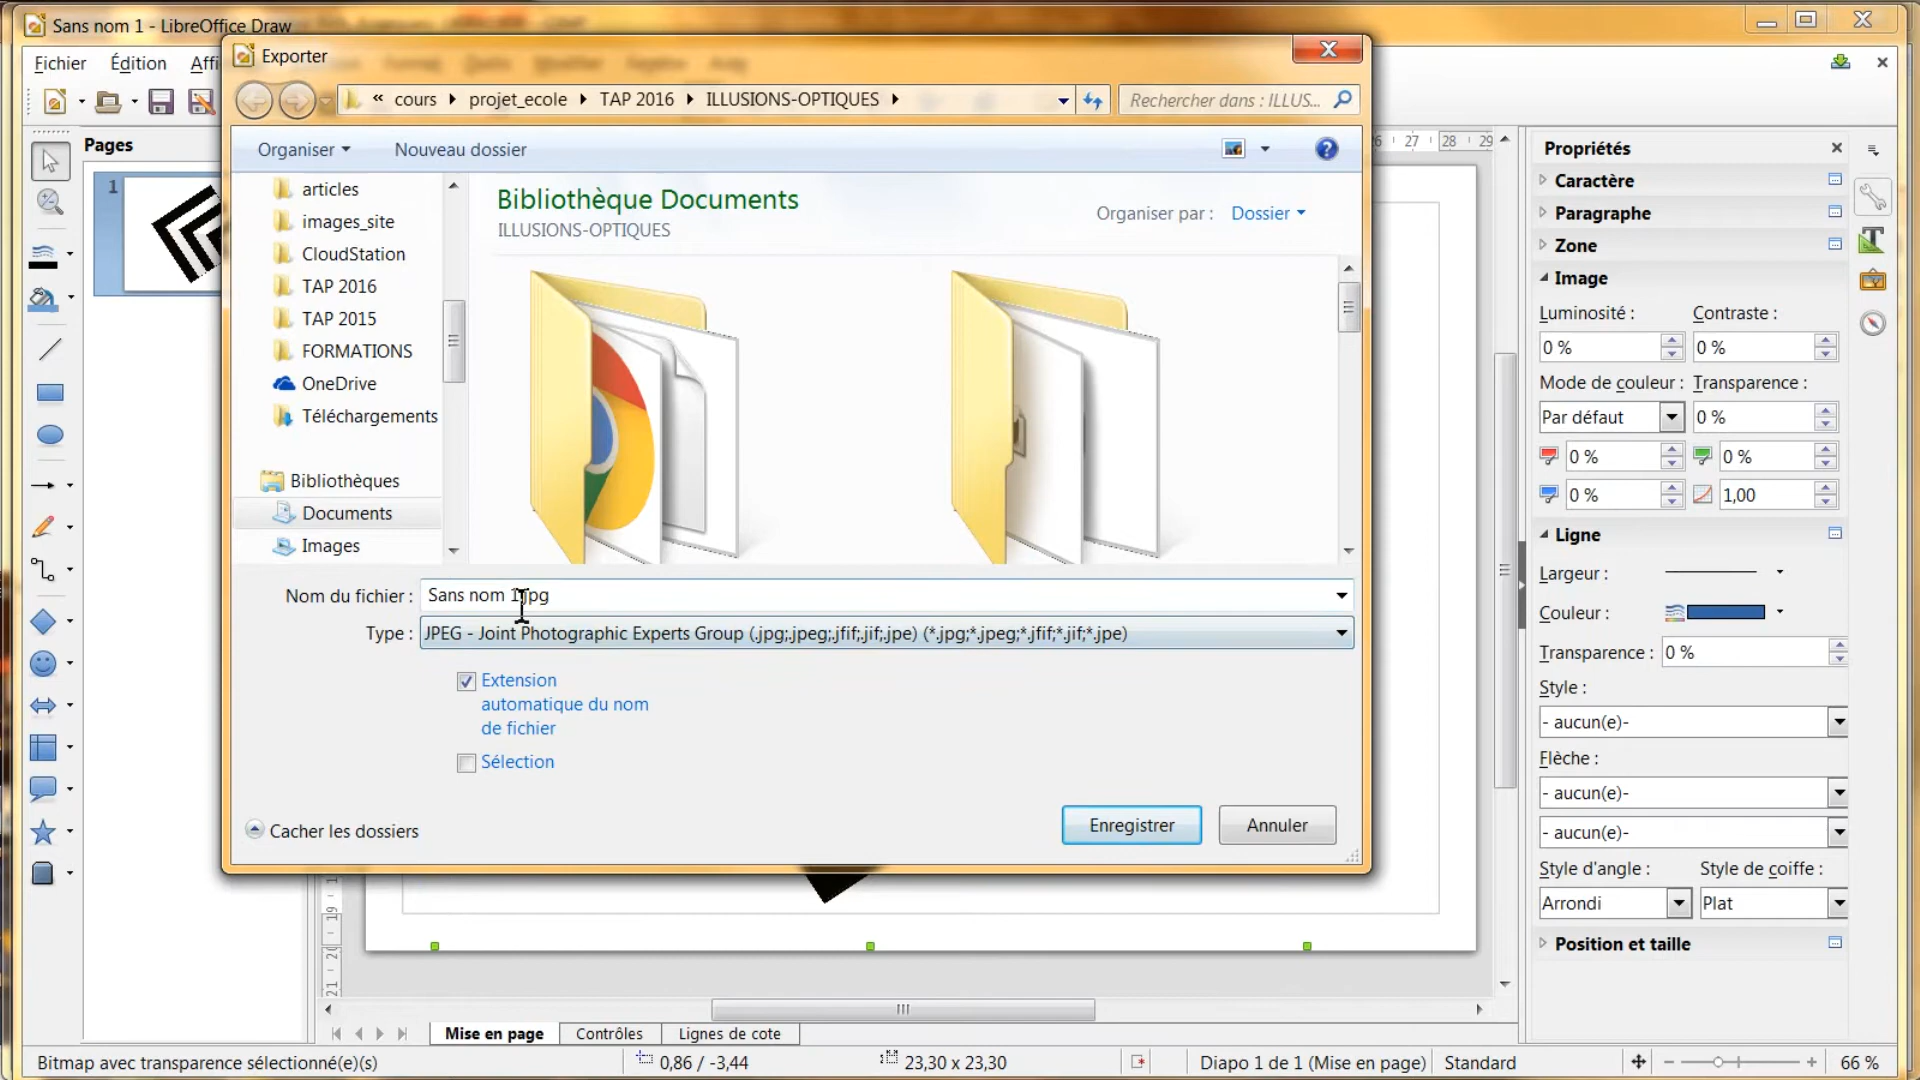 Sans nom 1 - LibreOffice Draw
Fichier Édition Affi
Exporter
« cours projet_ecole TAP 2016 ILLUSIONS-OPTIQUES
Rechercher dans : ILLUS...
Organiser Nouveau dossier
Pages
1
articles
images_site
CloudStation
TAP 2016
TAP 2015
FORMATIONS
OneDrive
Téléchargements
Bibliothèques
Documents
Images
Bibliothèque Documents
ILLUSIONS-OPTIQUES
Organiser par : Dossier
Nom du fichier : Sans nom 1.jpg
Type : JPEG - Joint Photographic Experts Group (.jpg;.jpeg;.jfif;.jif;.jpe) (*.jpg;*.jpeg;*.jfif;*.jif;*.jpe)
Extension
automatique du nom
de fichier
Sélection
Cacher les dossiers
Enregistrer Annuler
27 28 29
Propriétés
Caractère
Paragraphe
Zone
Image
Luminosité : Contraste :
0 % 0 %
Mode de couleur : Transparence :
Par défaut 0 %
0 % 0 %
0 % 1,00
Ligne
Largeur :
Couleur :
Transparence : 0 %
Style :
- aucun(e)-
Flèche :
- aucun(e)-
- aucun(e)-
Style d'angle : Style de coiffe :
Arrondi Plat
Position et taille
19
20
21
Mise en page Contrôles Lignes de cote
Bitmap avec transparence sélectionné(e)(s) 0,86 / -3,44 23,30 x 23,30 Diapo 1 de 1 (Mise en page) Standard 66 %